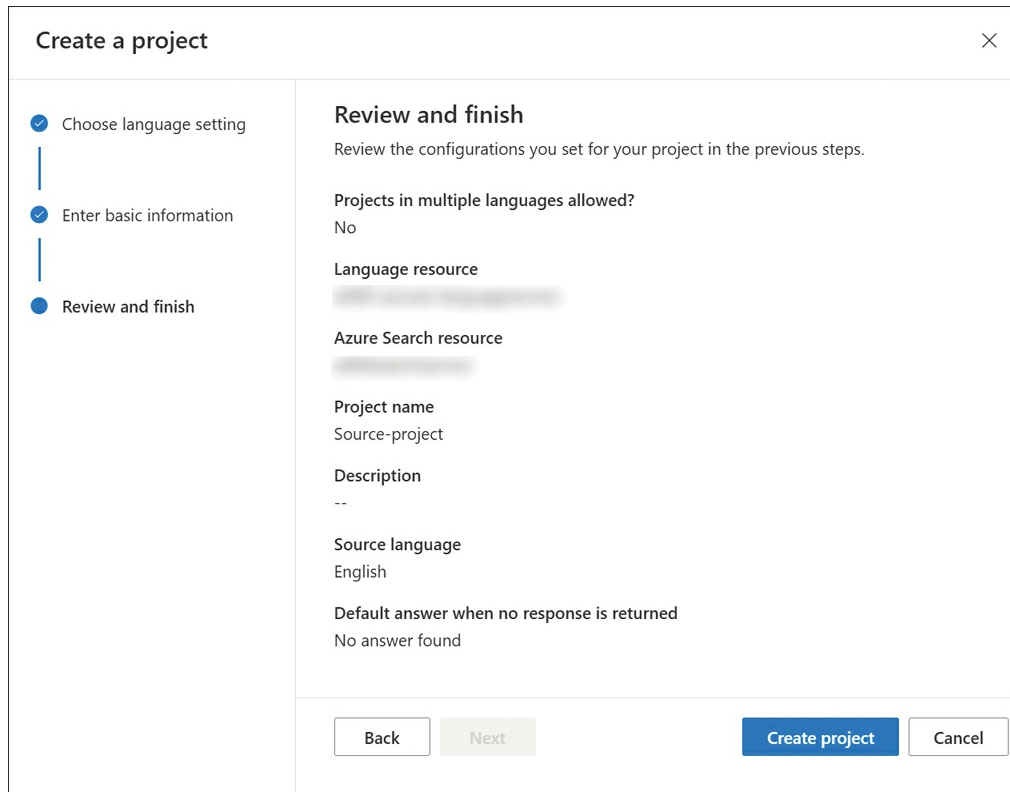 Create a project
Choose language setting
Enter basic information
Review and finish
Review and finish
Review the configurations you set for your project in the previous steps.
Projects in multiple languages allowed?
No
Language resource
Azure Search resource
Project name
Source-project
Description
--
Source language
English
Default answer when no response is returned
No answer found
Back
Next
Create project
Cancel